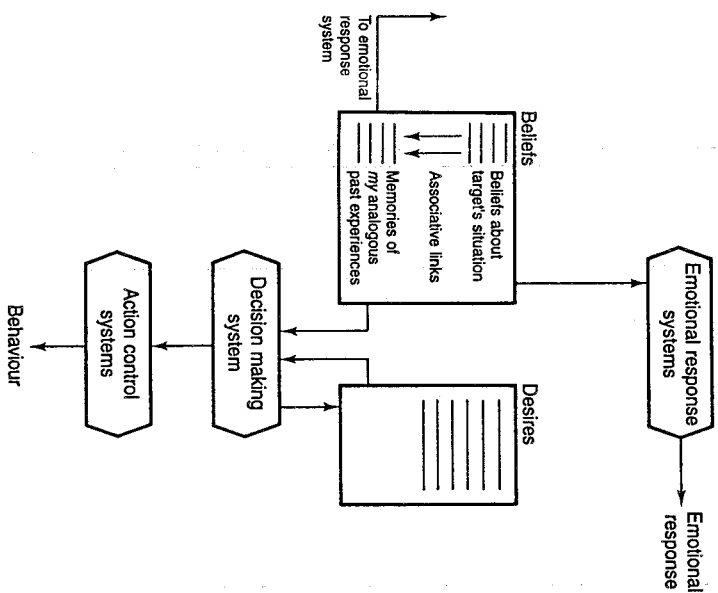 Emotional response
systems
Emotional
response
Beliefs
Beliefs about
target's situation
Associative links
Memories of
my analogous
past experiences
To emotional
response
system
Desires
Decision making
system
Action control
systems
Behaviour